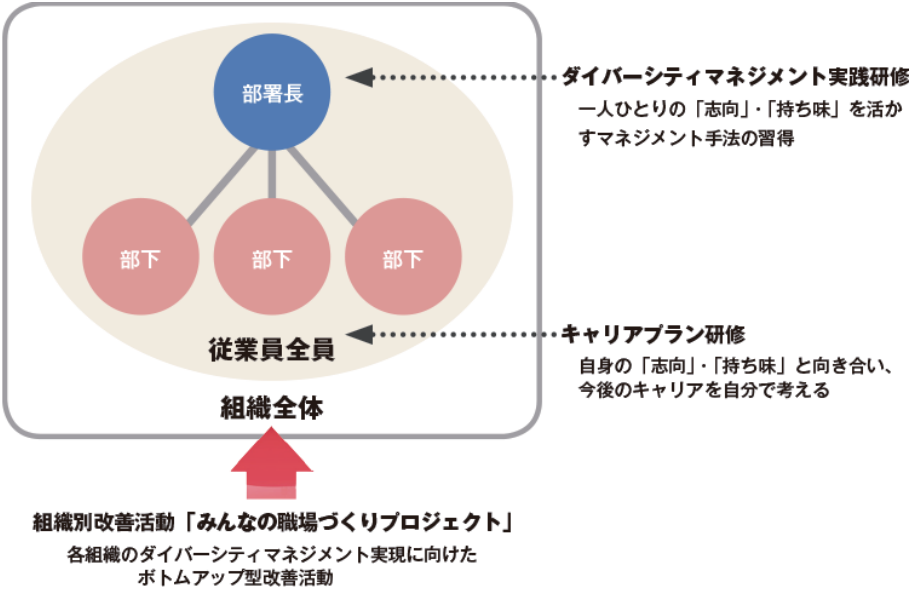 部署長
ダイバーシティマネジメント実践研修
一人ひとりの「志向」・「持ち味」を活か
すマネジメント手法の習得
部下 部下 部下
従業員全員
キャリアプラン研修
自身の「志向」・「持ち味」と向き合い、
今後のキャリアを自分で考える
組織全体
組織別改善活動「みんなの職場づくりプロジェクト」
各組織のダイバーシティマネジメント実現に向けた
ボトムアップ型改善活動